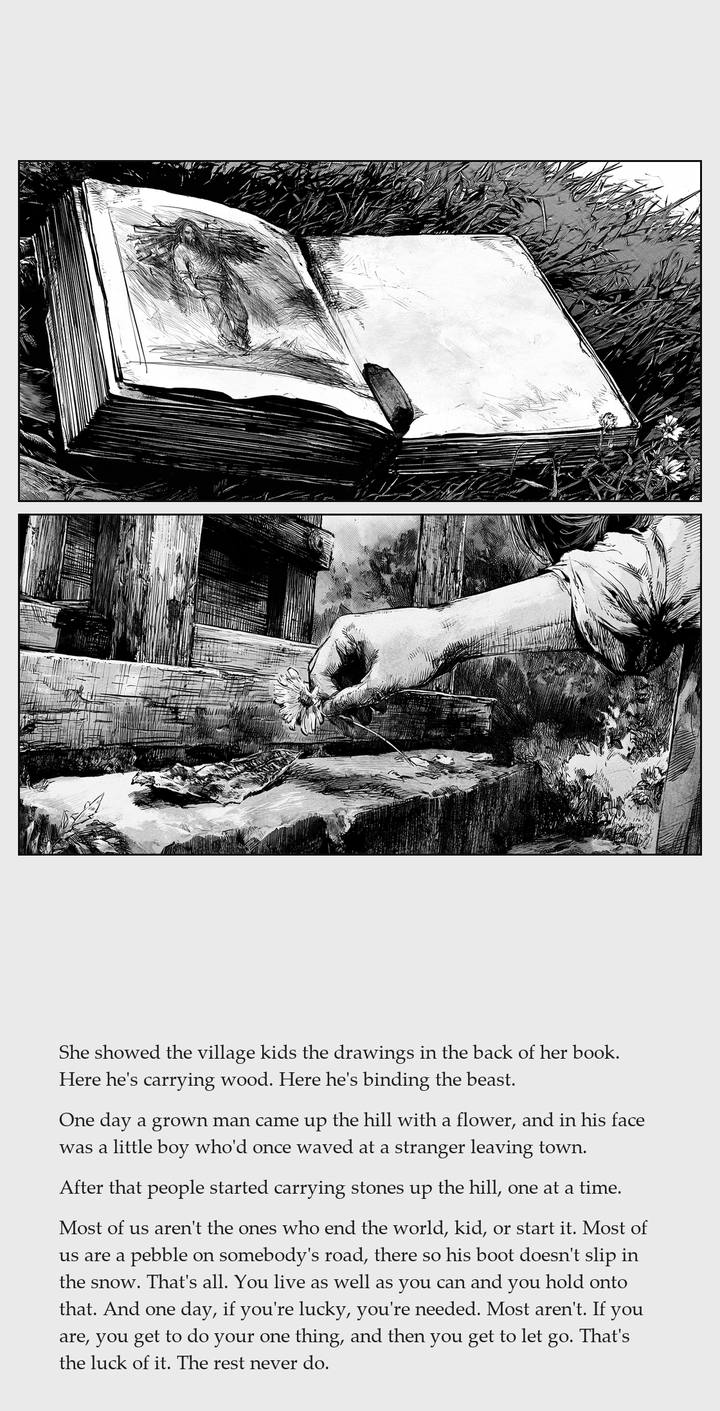 She showed the village kids the drawings in the back of her book.
Here he's carrying wood. Here he's binding the beast.
One day a grown man came up the hill with a flower, and in his face
was a little boy who'd once waved at a stranger leaving town.
After that people started carrying stones up the hill, one at a time.
Most of us aren't the ones who end the world, kid, or start it. Most of
us are a pebble on somebody's road, there so his boot doesn't slip in
the snow. That's all. You live as well as you can and you hold onto
that. And one day, if you're lucky, you're needed. Most aren't. If you
are, you get to do your one thing, and then you get to let go. That's
the luck of it. The rest never do.